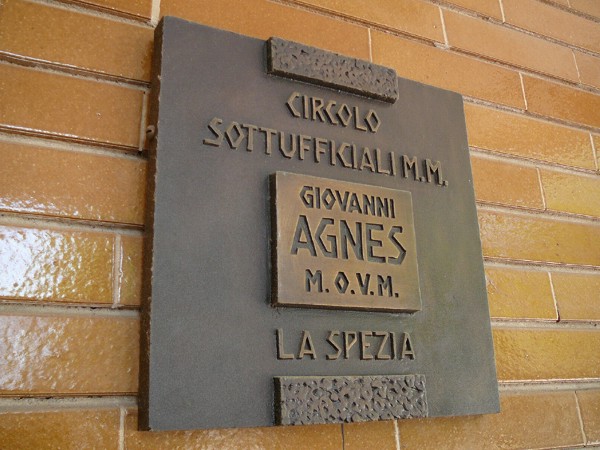 CIRCOLO
SOTTUFFICIALI M.M.
GIOVANNI
AGNES
M.O.V.M.
LA SPEZIA